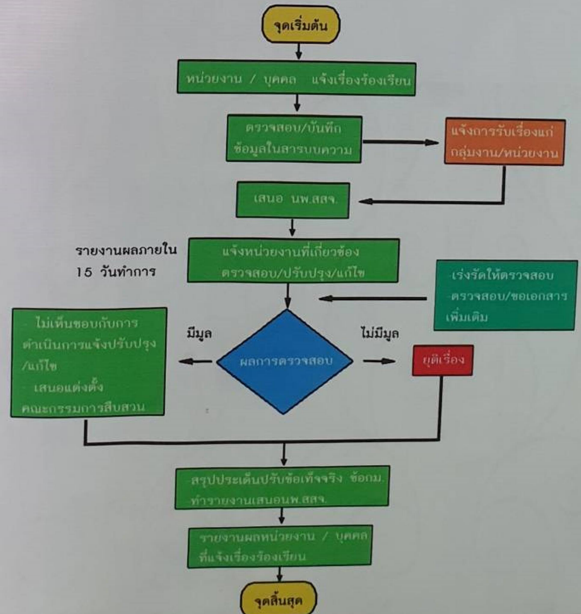 จุดเริ่มต้น
หน่วยงาน / บุคคล แจ้งเรื่องร้องเรียน
ตรวจสอบ/บันทึก
ข้อมูลในสารบบความ
แจ้งการรับเรื่องแก่
กลุ่มงาน/หน่วยงาน
เสนอ นพ.สสจ.
รายงานผลภายใน
15 วันทำการ
แจ้งหน่วยงานที่เกี่ยวข้อง
ตรวจสอบ/ปรับปรุง/แก้ไข
-เร่งรัดให้ตรวจสอบ
-ตรวจสอบ/ขอเอกสาร
เพิ่มเติม
- ไม่เห็นชอบกับการ
ดำเนินการแจ้งปรับปรุง
/แก้ไข
- เสนอแต่งตั้ง
คณะกรรมการสืบสวน
มีมูล
ผลการตรวจสอบ
ไม่มีมูล
ยุติเรื่อง
สรุปประเด็นปรับข้อเท็จจริง ข้อกม.
ทำรายงานเสนอนพ.สสจ.
รายงานผลหน่วยงาน / บุคคล
ที่แจ้งเรื่องร้องเรียน
จุดสิ้นสุด